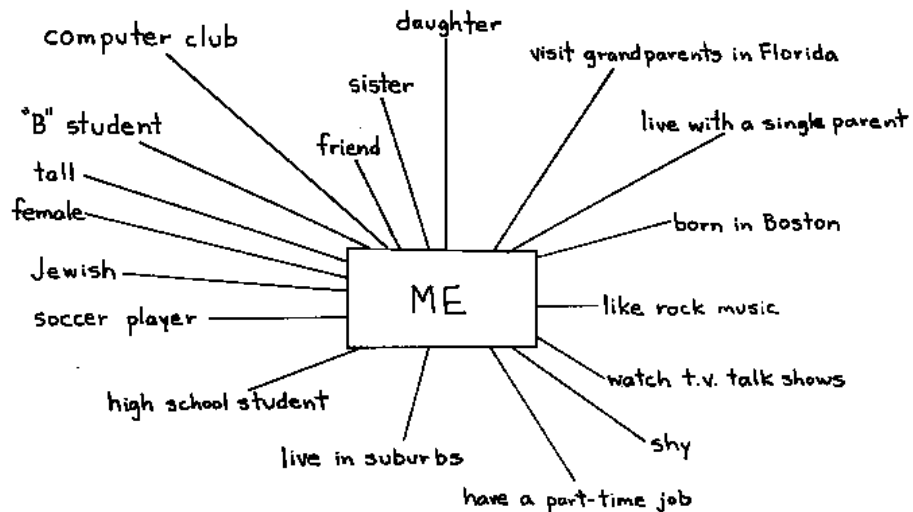 daughter
computer club
visit grandparents in Florida
sister
"B" student
live with a single parent
friend
tall
female
born in Boston
Jewish
ME
like rock music
soccer player
watch t.v. talk shows
high school student
shy
live in suburbs
have a part-time job